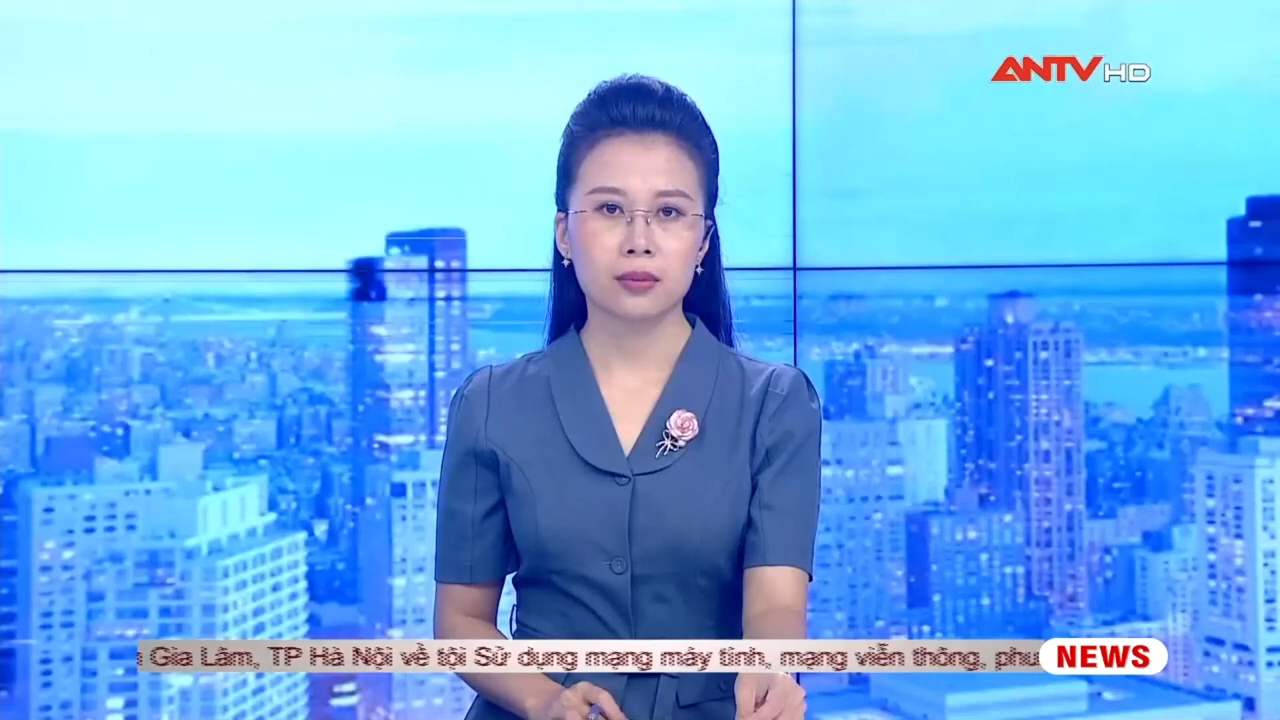 ANTV HD
Gia Lâm, TP Hà Nội về tội Sử dụng mạng máy tính, mạng viễn thông,
NEWS